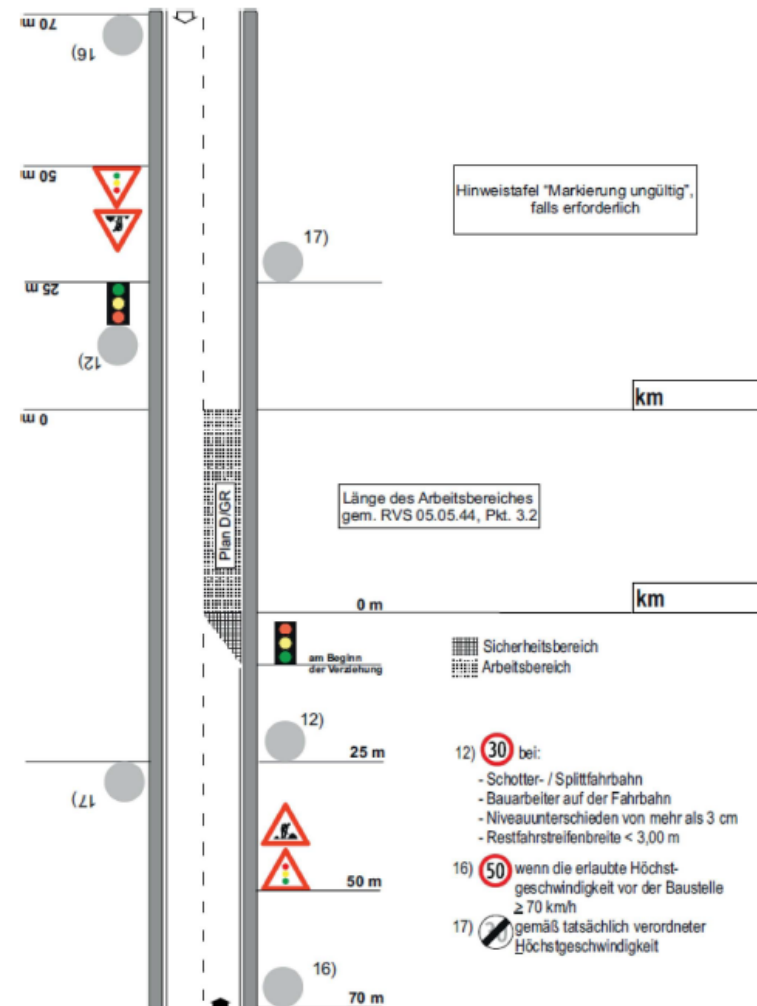 70 m
16)
50 m
Hinweistafel "Markierung ungültig",
falls erforderlich
17)
25 m
12)
km
0 m
Plan D/GR
Länge des Arbeitsbereiches
gem. RVS 05.05.44, Pkt. 3.2
0 m
km
am Beginn
der Verziehung
Sicherheitsbereich
Arbeitsbereich
12)
25 m
17)
12) 30 bei:
- Schotter- / Splittfahrbahn
- Bauarbeiter auf der Fahrbahn
- Niveauunterschieden von mehr als 3 cm
- Restfahrstreifenbreite < 3,00 m
50 m
16) 50 wenn die erlaubte Höchst-
geschwindigkeit vor der Baustelle
≥ 70 km/h
17) gemäß tatsächlich verordneter
Höchstgeschwindigkeit
16)
70 m